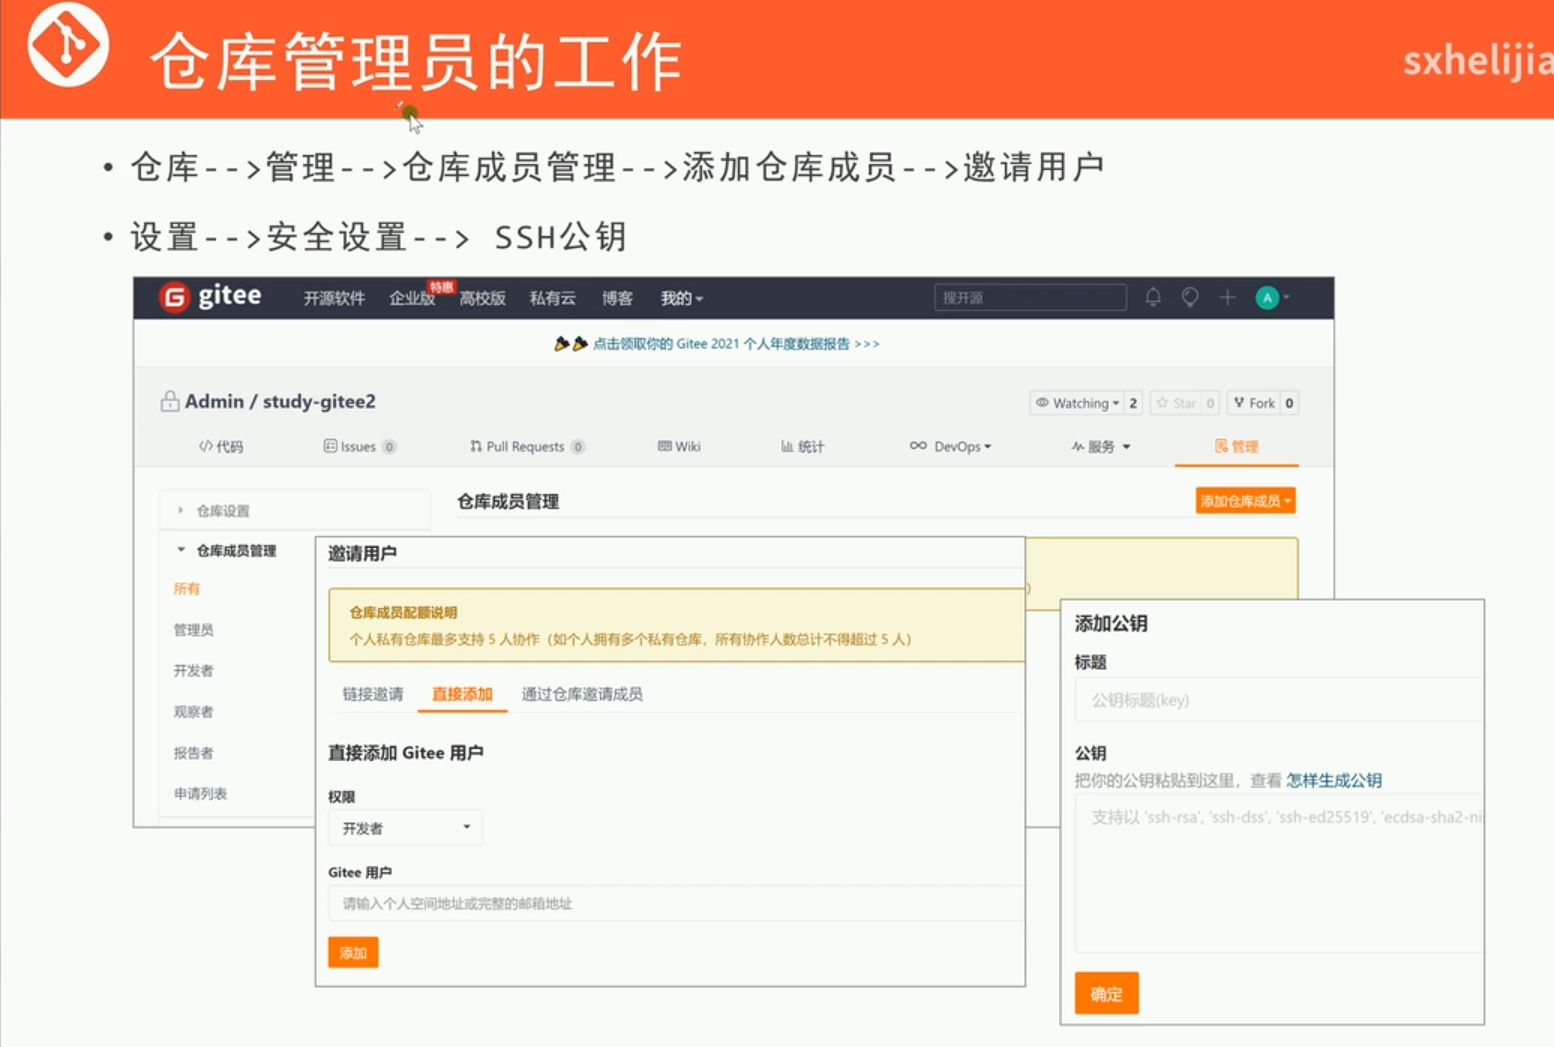 仓库管理员的工作
sxhelijia
• 仓库-->管理-->仓库成员管理-->添加仓库成员-->邀请用户
• 设置-->安全设置--> SSH公钥
gitee 开源软件 企业版 特惠 高校版 私有云 博客 我的 搜开源 A
点击领取你的 Gitee 2021 个人年度数据报告 >>>
Admin / study-gitee2 Watching 2 Star 0 Fork 0
代码 Issues 0 Pull Requests 0 Wiki 统计 DevOps 服务 管理
仓库设置
仓库成员管理
所有
管理员
开发者
观察者
报告者
申请列表
仓库成员管理 添加仓库成员
)
邀请用户
仓库成员配额说明
个人私有仓库最多支持 5 人协作（如个人拥有多个私有仓库，所有协作人数总计不得超过 5 人）
链接邀请 直接添加 通过仓库邀请成员
直接添加 Gitee 用户
权限
开发者
Gitee 用户
请输入个人空间地址或完整的邮箱地址
添加
添加公钥
标题
公钥标题(key)
公钥
把你的公钥粘贴到这里，查看 怎样生成公钥
支持以 'ssh-rsa', 'ssh-dss', 'ssh-ed25519', 'ecdsa-sha2-nis
确定